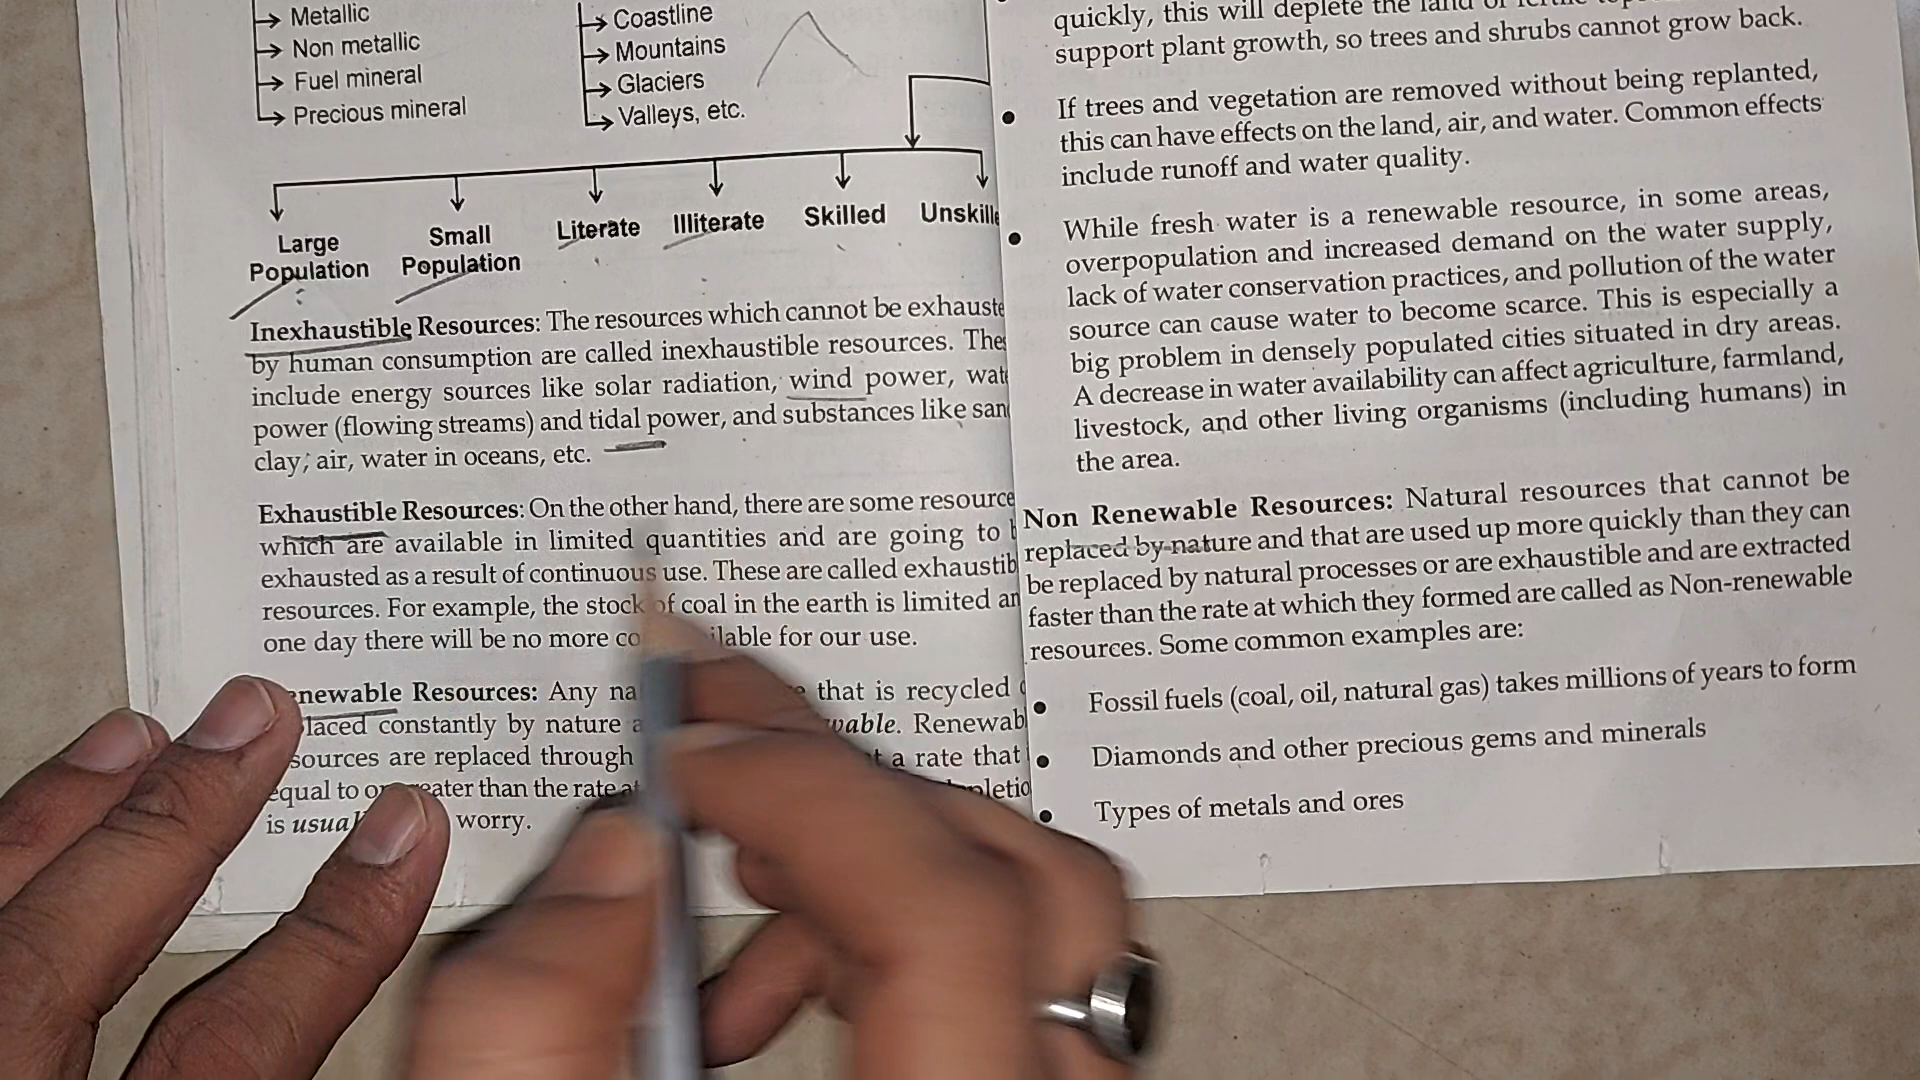 Metallic
Non metallic
Fuel mineral
Precious mineral
Coastline
Mountains
Glaciers
Valleys, etc.
Large
Population
Small
Population
Literate
Illiterate
Skilled
Inexhaustible Resources: The resources which cannot be
by human consumption are called inexhaustible resources.
include energy sources like solar radiation, wind power,
power (flowing streams) and tidal power, and substances like
clay, air, water in oceans, etc.
Exhaustible Resources: On the other hand, there are some
which are available in limited quantities and are going to
exhausted as a result of continuous use. These are called
resources. For example, the stock of coal in the earth is limited
one day there will be no more for our use.
Resources: Any that is recycled
constantly by nature Renewab
are replaced through a rate that
equal to than the rate
is worry.
quickly, this will deplete the land
support plant growth, so trees and shrubs cannot grow back.
• If trees and vegetation are removed without being replanted,
this can have effects on the land, air, and water. Common effects
include runoff and water quality.
• While fresh water is a renewable resource, in some areas,
overpopulation and increased demand on the water supply,
lack of water conservation practices, and pollution of the water
source can cause water to become scarce. This is especially a
big problem in densely populated cities situated in dry areas.
A decrease in water availability can affect agriculture, farmland,
livestock, and other living organisms (including humans) in
the area.
Non Renewable Resources: Natural resources that cannot be
replaced by nature and that are used up more quickly than they can
be replaced by natural processes or are exhaustible and are extracted
faster than the rate at which they formed are called as Non-renewable
resources. Some common examples are:
• Fossil fuels (coal, oil, natural gas) takes millions of years to form
• Diamonds and other precious gems and minerals
• Types of metals and ores